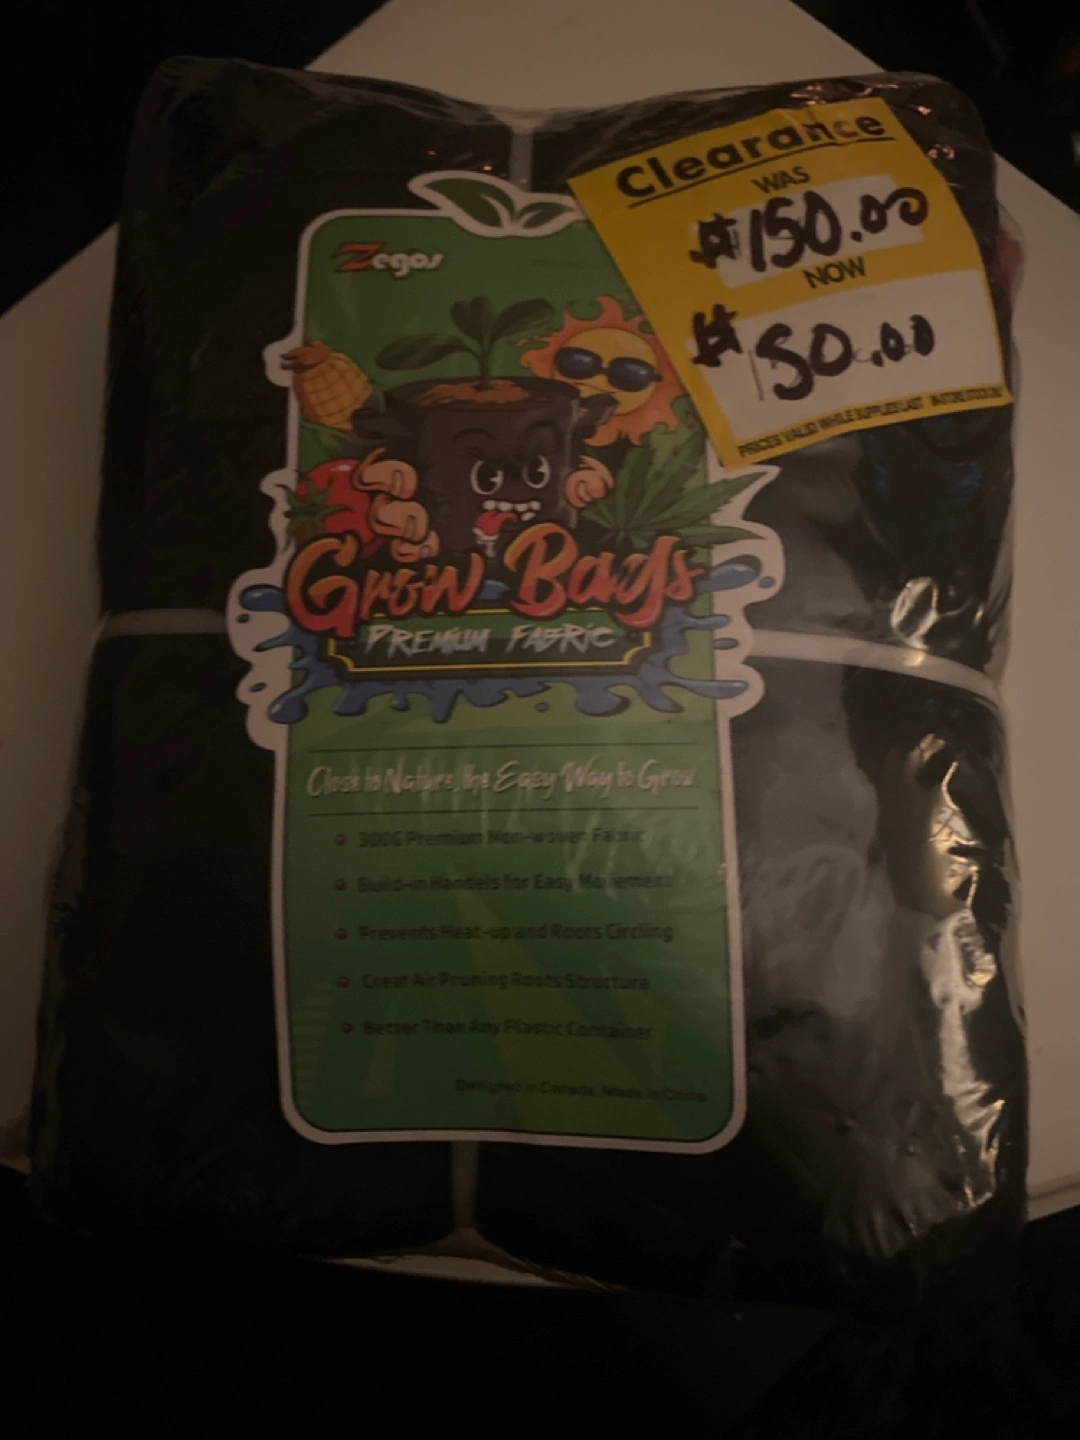 Clearance
WAS
$150.00
NOW
$50.00
PRICES VALID WHILE SUPPLIES LAST
Zegos
Grow Bags
PREMIUM FABRIC
Close to Nature, the Easy Way to Grow
300G Premium Non-woven Fabric
Build-in Handels for Easy Movement
Prevents Heat-up and Roots Circling
Creat Air Pruning Roots Structure
Better Than Any Plastic Container
Designed in Canada, Made in China